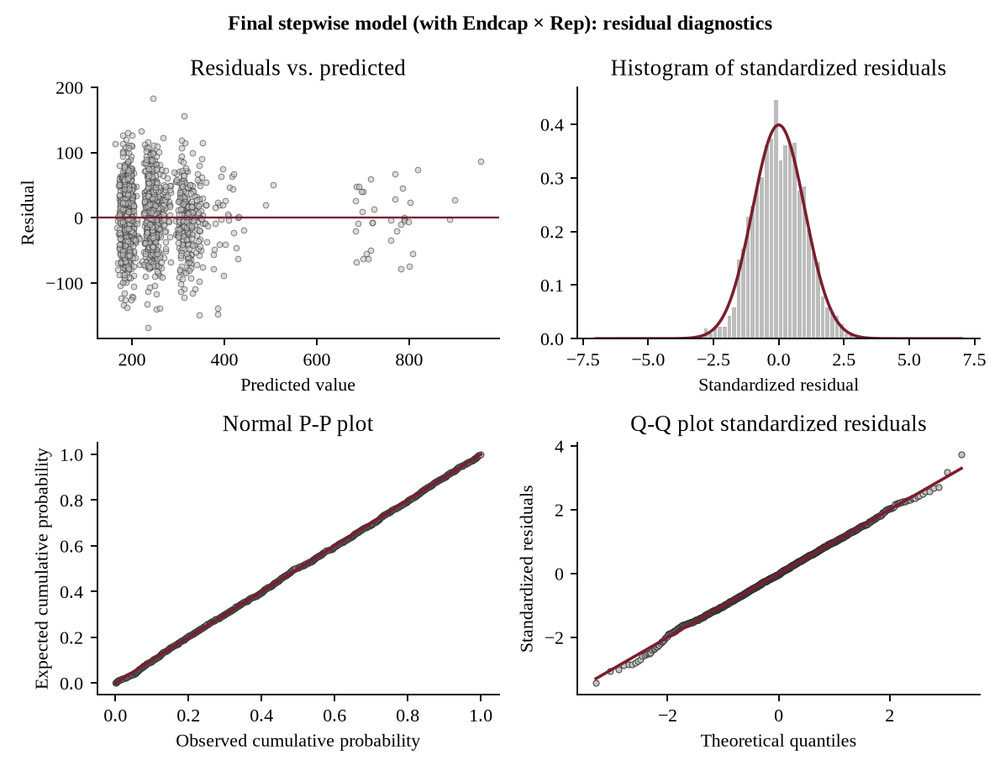 Final stepwise model (with Endcap × Rep): residual diagnostics
Residuals vs. predicted
200
100
0
−100
Residual
200 400 600 800
Predicted value
Histogram of standardized residuals
0.4
0.3
0.2
0.1
0.0
−7.5 −5.0 −2.5 0.0 2.5 5.0 7.5
Standardized residual
Normal P-P plot
1.0
0.8
0.6
0.4
0.2
0.0
Expected cumulative probability
0.0 0.2 0.4 0.6 0.8 1.0
Observed cumulative probability
Q-Q plot standardized residuals
4
2
0
−2
Standardized residuals
−2 0 2
Theoretical quantiles